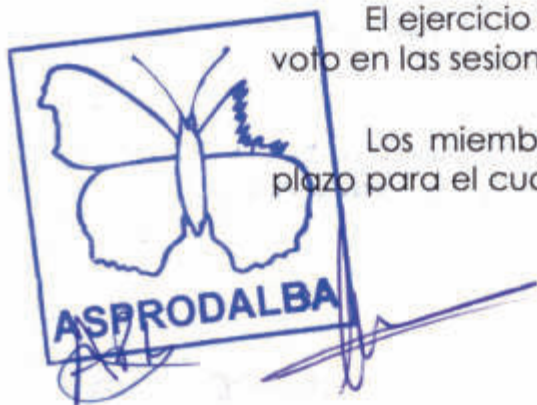 El ejercicio
voto en las sesion
Los miemb
plazo para el cua
ASPRODALBA